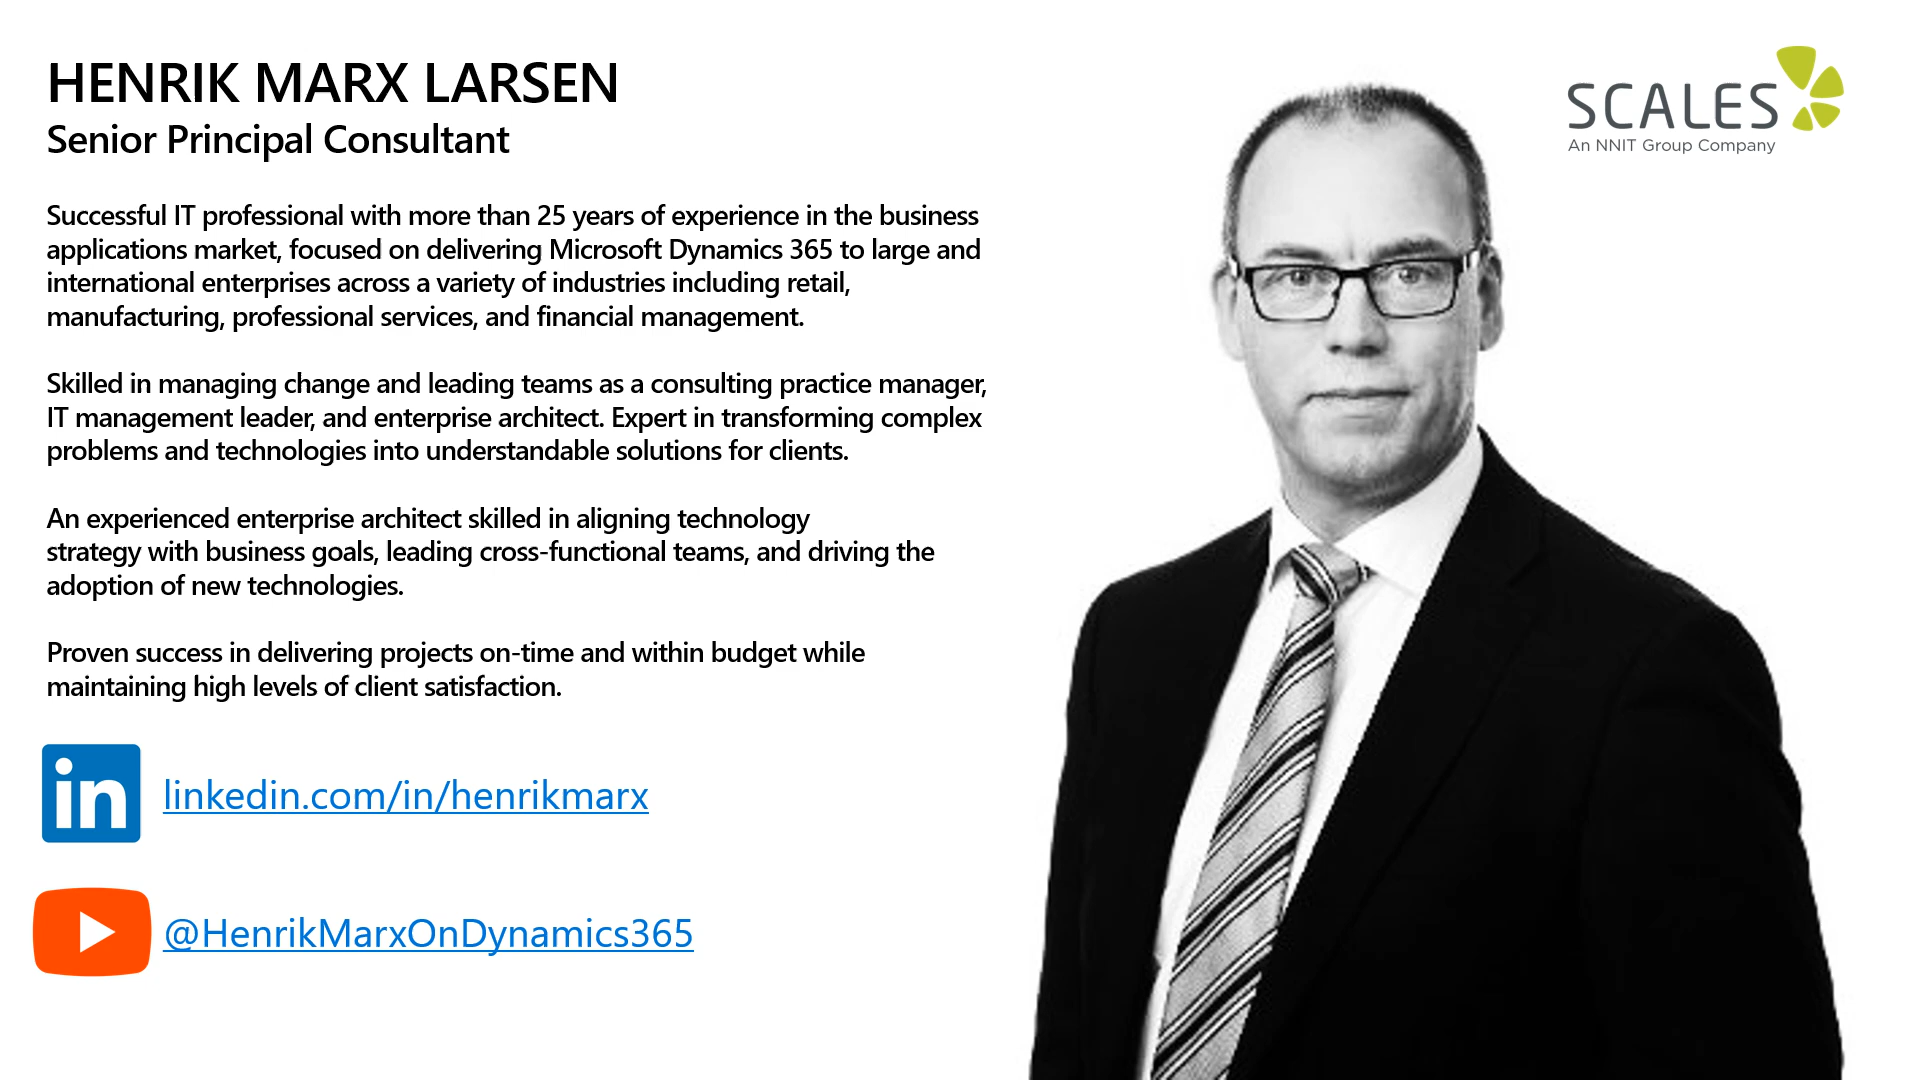 HENRIK MARX LARSEN
Senior Principal Consultant
Successful IT professional with more than 25 years of experience in the business
applications market, focused on delivering Microsoft Dynamics 365 to large and
international enterprises across a variety of industries including retail,
manufacturing, professional services, and financial management.
Skilled in managing change and leading teams as a consulting practice manager,
IT management leader, and enterprise architect. Expert in transforming complex
problems and technologies into understandable solutions for clients.
An experienced enterprise architect skilled in aligning technology
strategy with business goals, leading cross-functional teams, and driving the
adoption of new technologies.
Proven success in delivering projects on-time and within budget while
maintaining high levels of client satisfaction.
in
linkedin.com/in/henrikmarx
@HenrikMarxOnDynamics365
SCALES
An NNIT Group Company